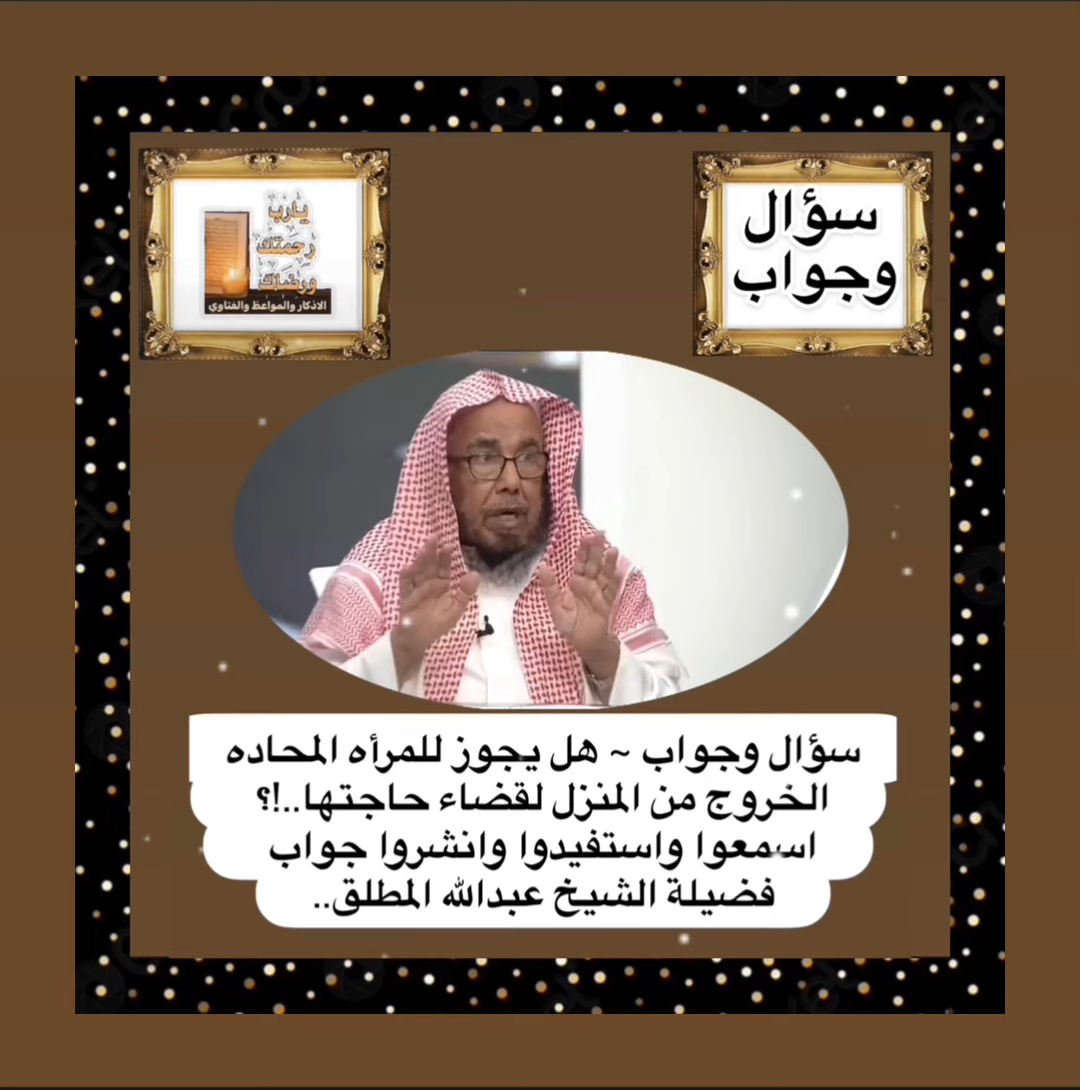 سؤال
وجواب
يارب
رحمتك
ورضاك
الاذكار والمواعظ والفتاوي
سؤال وجواب ~ هل يجوز للمرأه المحاده
الخروج من المنزل لقضاء حاجتها..!؟
اسمعوا واستفيدوا وانشروا جواب
فضيلة الشيخ عبدالله المطلق..